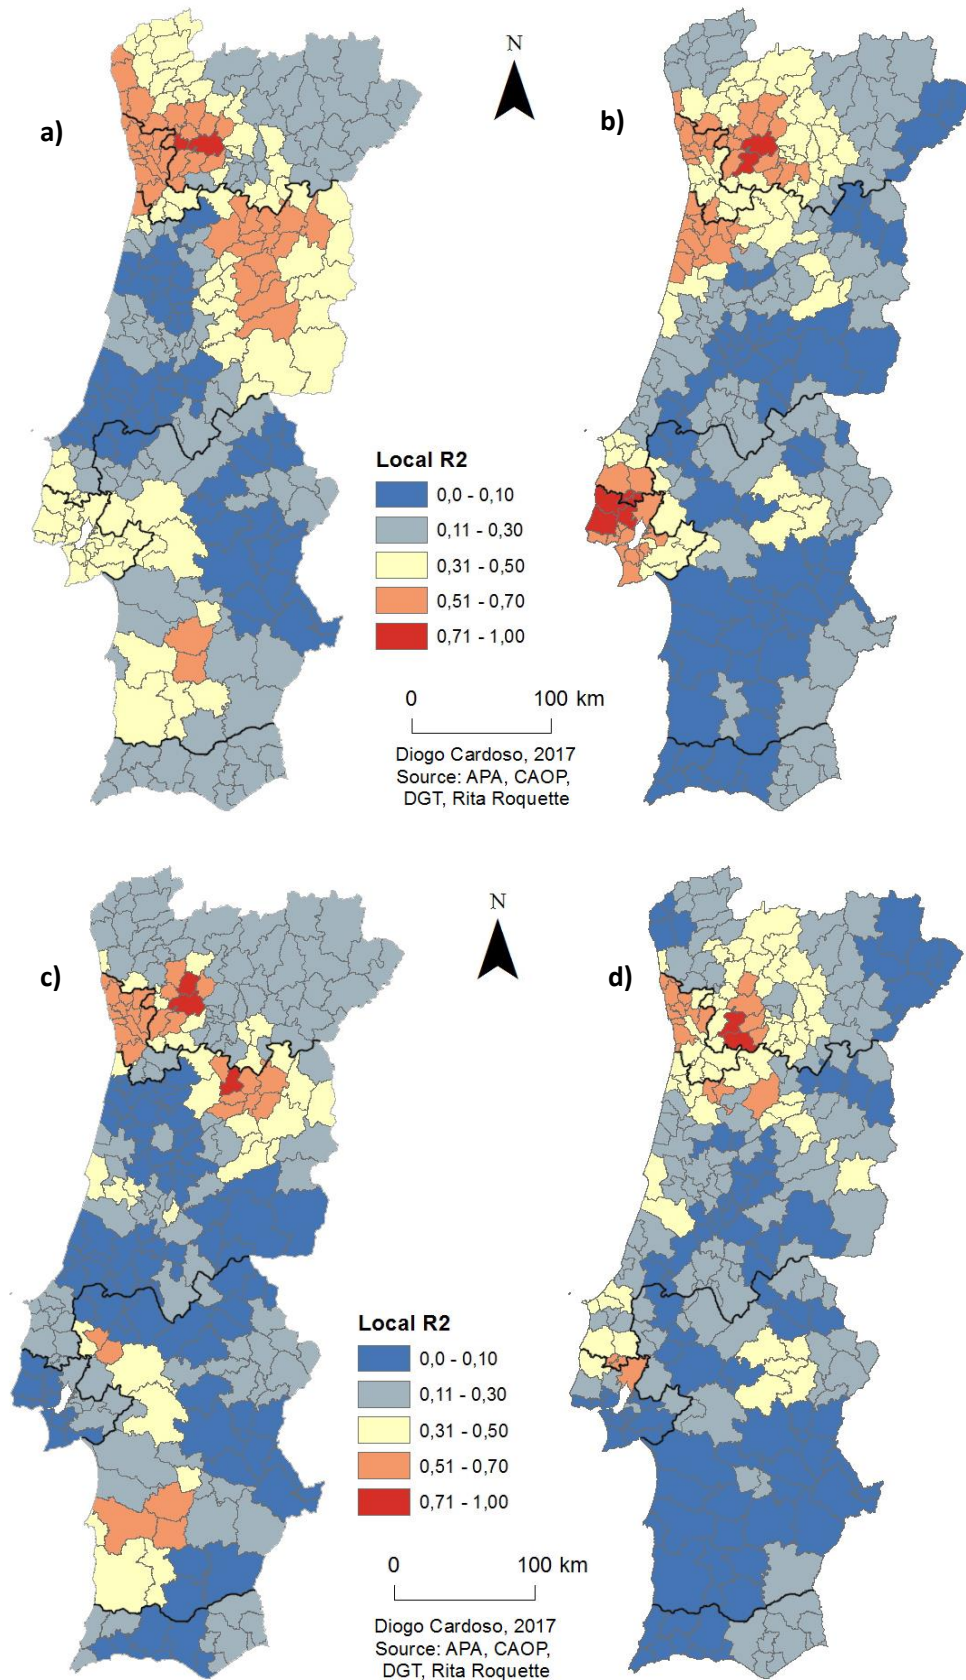 N
a)
b)
Local R2
0,0 - 0,10
0,11 - 0,30
0,31 - 0,50
0,51 - 0,70
0,71 - 1,00
0 100 km
Diogo Cardoso, 2017
Source: APA, CAOP,
DGT, Rita Roquette
N
c)
d)
Local R2
0,0 - 0,10
0,11 - 0,30
0,31 - 0,50
0,51 - 0,70
0,71 - 1,00
0 100 km
Diogo Cardoso, 2017
Source: APA, CAOP,
DGT, Rita Roquette